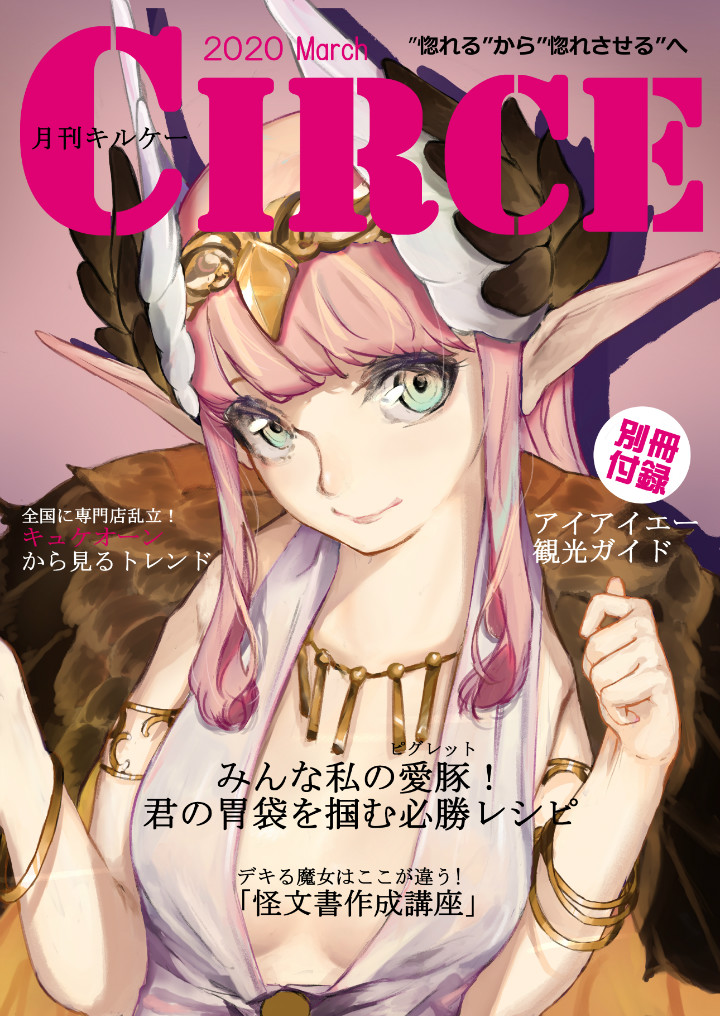 2020 March
"惚れる"から"惚れさせる"へ
CIRCE
月刊キルケー
別冊
付録
全国に専門店乱立！
キュケオーン
から見るトレンド
アイアイエー
観光ガイド
ピグレット
みんな私の愛豚！
君の胃袋を掴む必勝レシピ
デキる魔女はここが違う！
「怪文書作成講座」